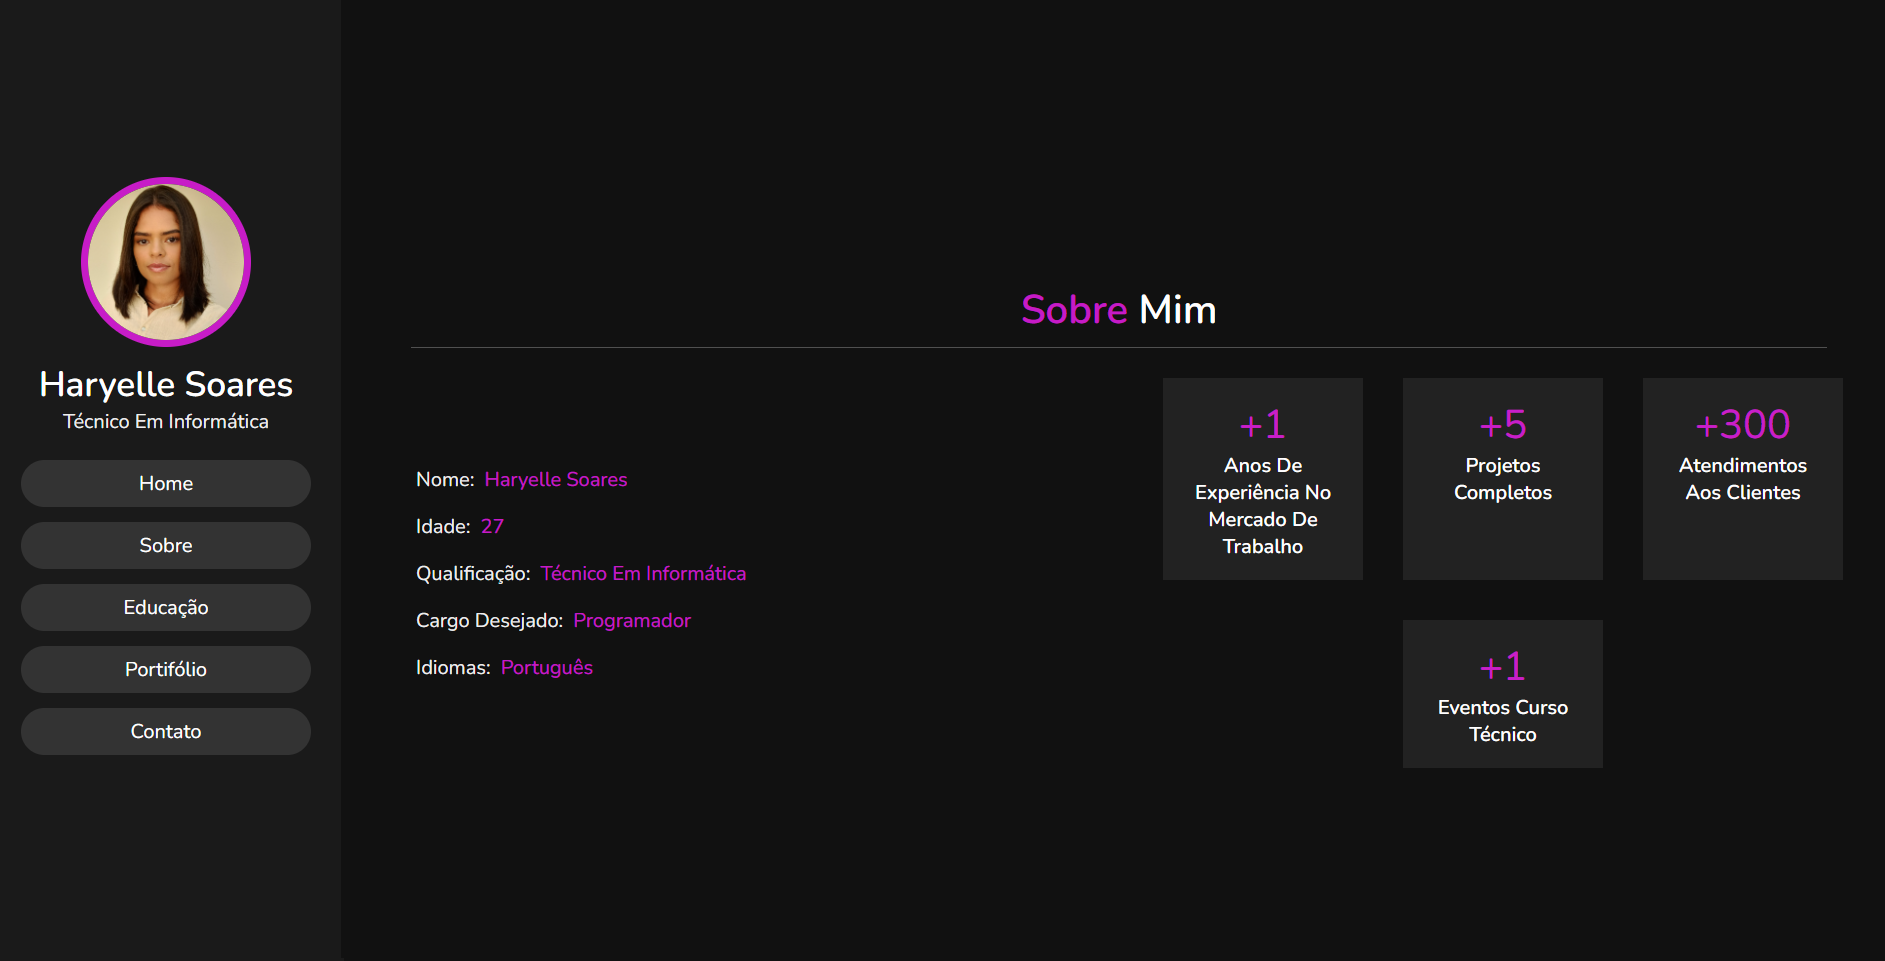 Haryelle Soares
Técnico Em Informática
Home
Sobre
Educação
Portifólio
Contato
Sobre Mim
Nome: Haryelle Soares
Idade: 27
Qualificação: Técnico Em Informática
Cargo Desejado: Programador
Idiomas: Português
+1
Anos De
Experiência No
Mercado De
Trabalho
+5
Projetos
Completos
+300
Atendimentos
Aos Clientes
+1
Eventos Curso
Técnico